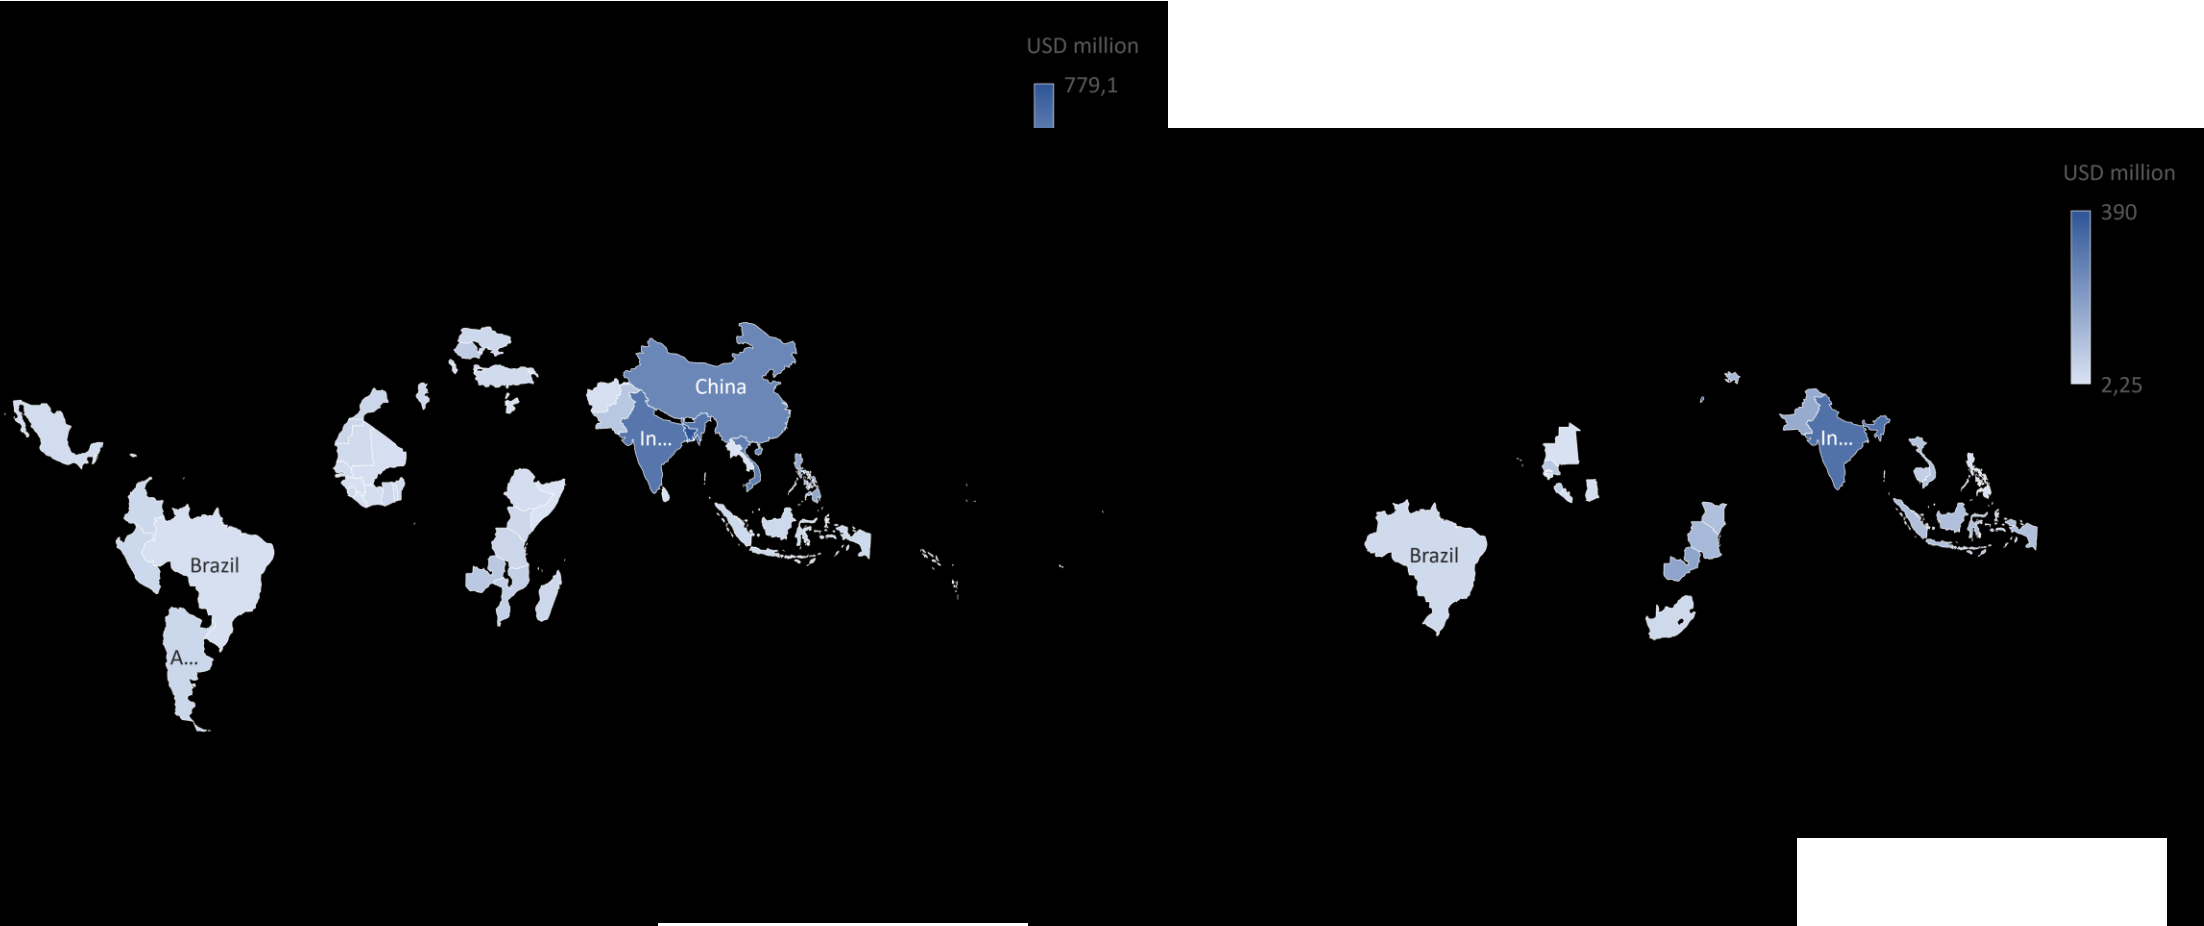 USD million
779,1
China
In...
Brazil
A...
USD million
390
2,25
In...
Brazil